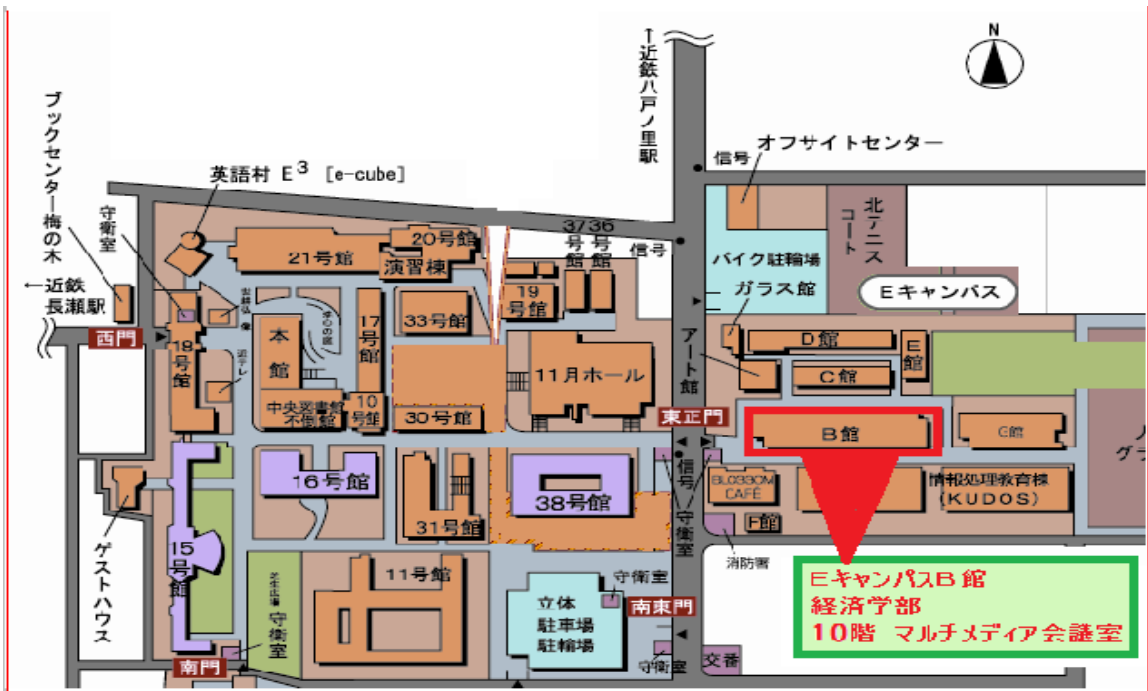 N
↑近鉄八戸ノ里駅
ブックセンター梅の木
オフサイトセンター
信号
英語村 E³ [e-cube]
守衛室
37号館
36号館
信号
北テニスコート
20号館
21号館
演習棟
バイク駐輪場
←近鉄長瀬駅
19号館
ガラス館
Eキャンパス
33号館
17号館
西門
本館
18号館
アート館
D館
E館
11月ホール
C館
中央図書館
不倒館
10号館
30号館
東正門
B館
G館
16号館
信号
BLOSSOM
CAFÉ
情報処理教育棟
(KUDOS)
38号館
31号館
守衛室
F館
15号館
ゲストハウス
消防署
11号館
芝生広場
守衛室
守衛室
立体
駐車場
駐輪場
南東門
EキャンパスB館
経済学部
10階 マルチメディア会議室
南門
守衛室
交番